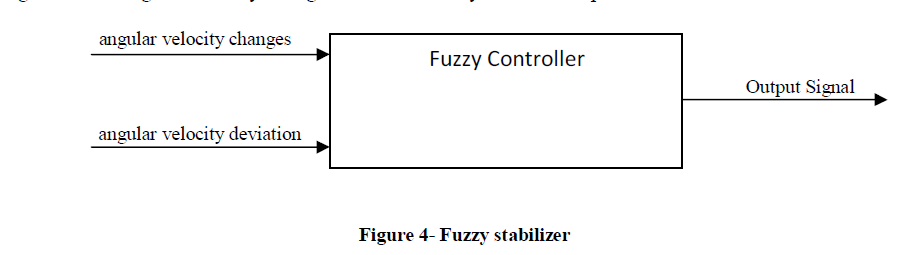 angular velocity changes
Fuzzy Controller
Output Signal
angular velocity deviation
Figure 4- Fuzzy stabilizer